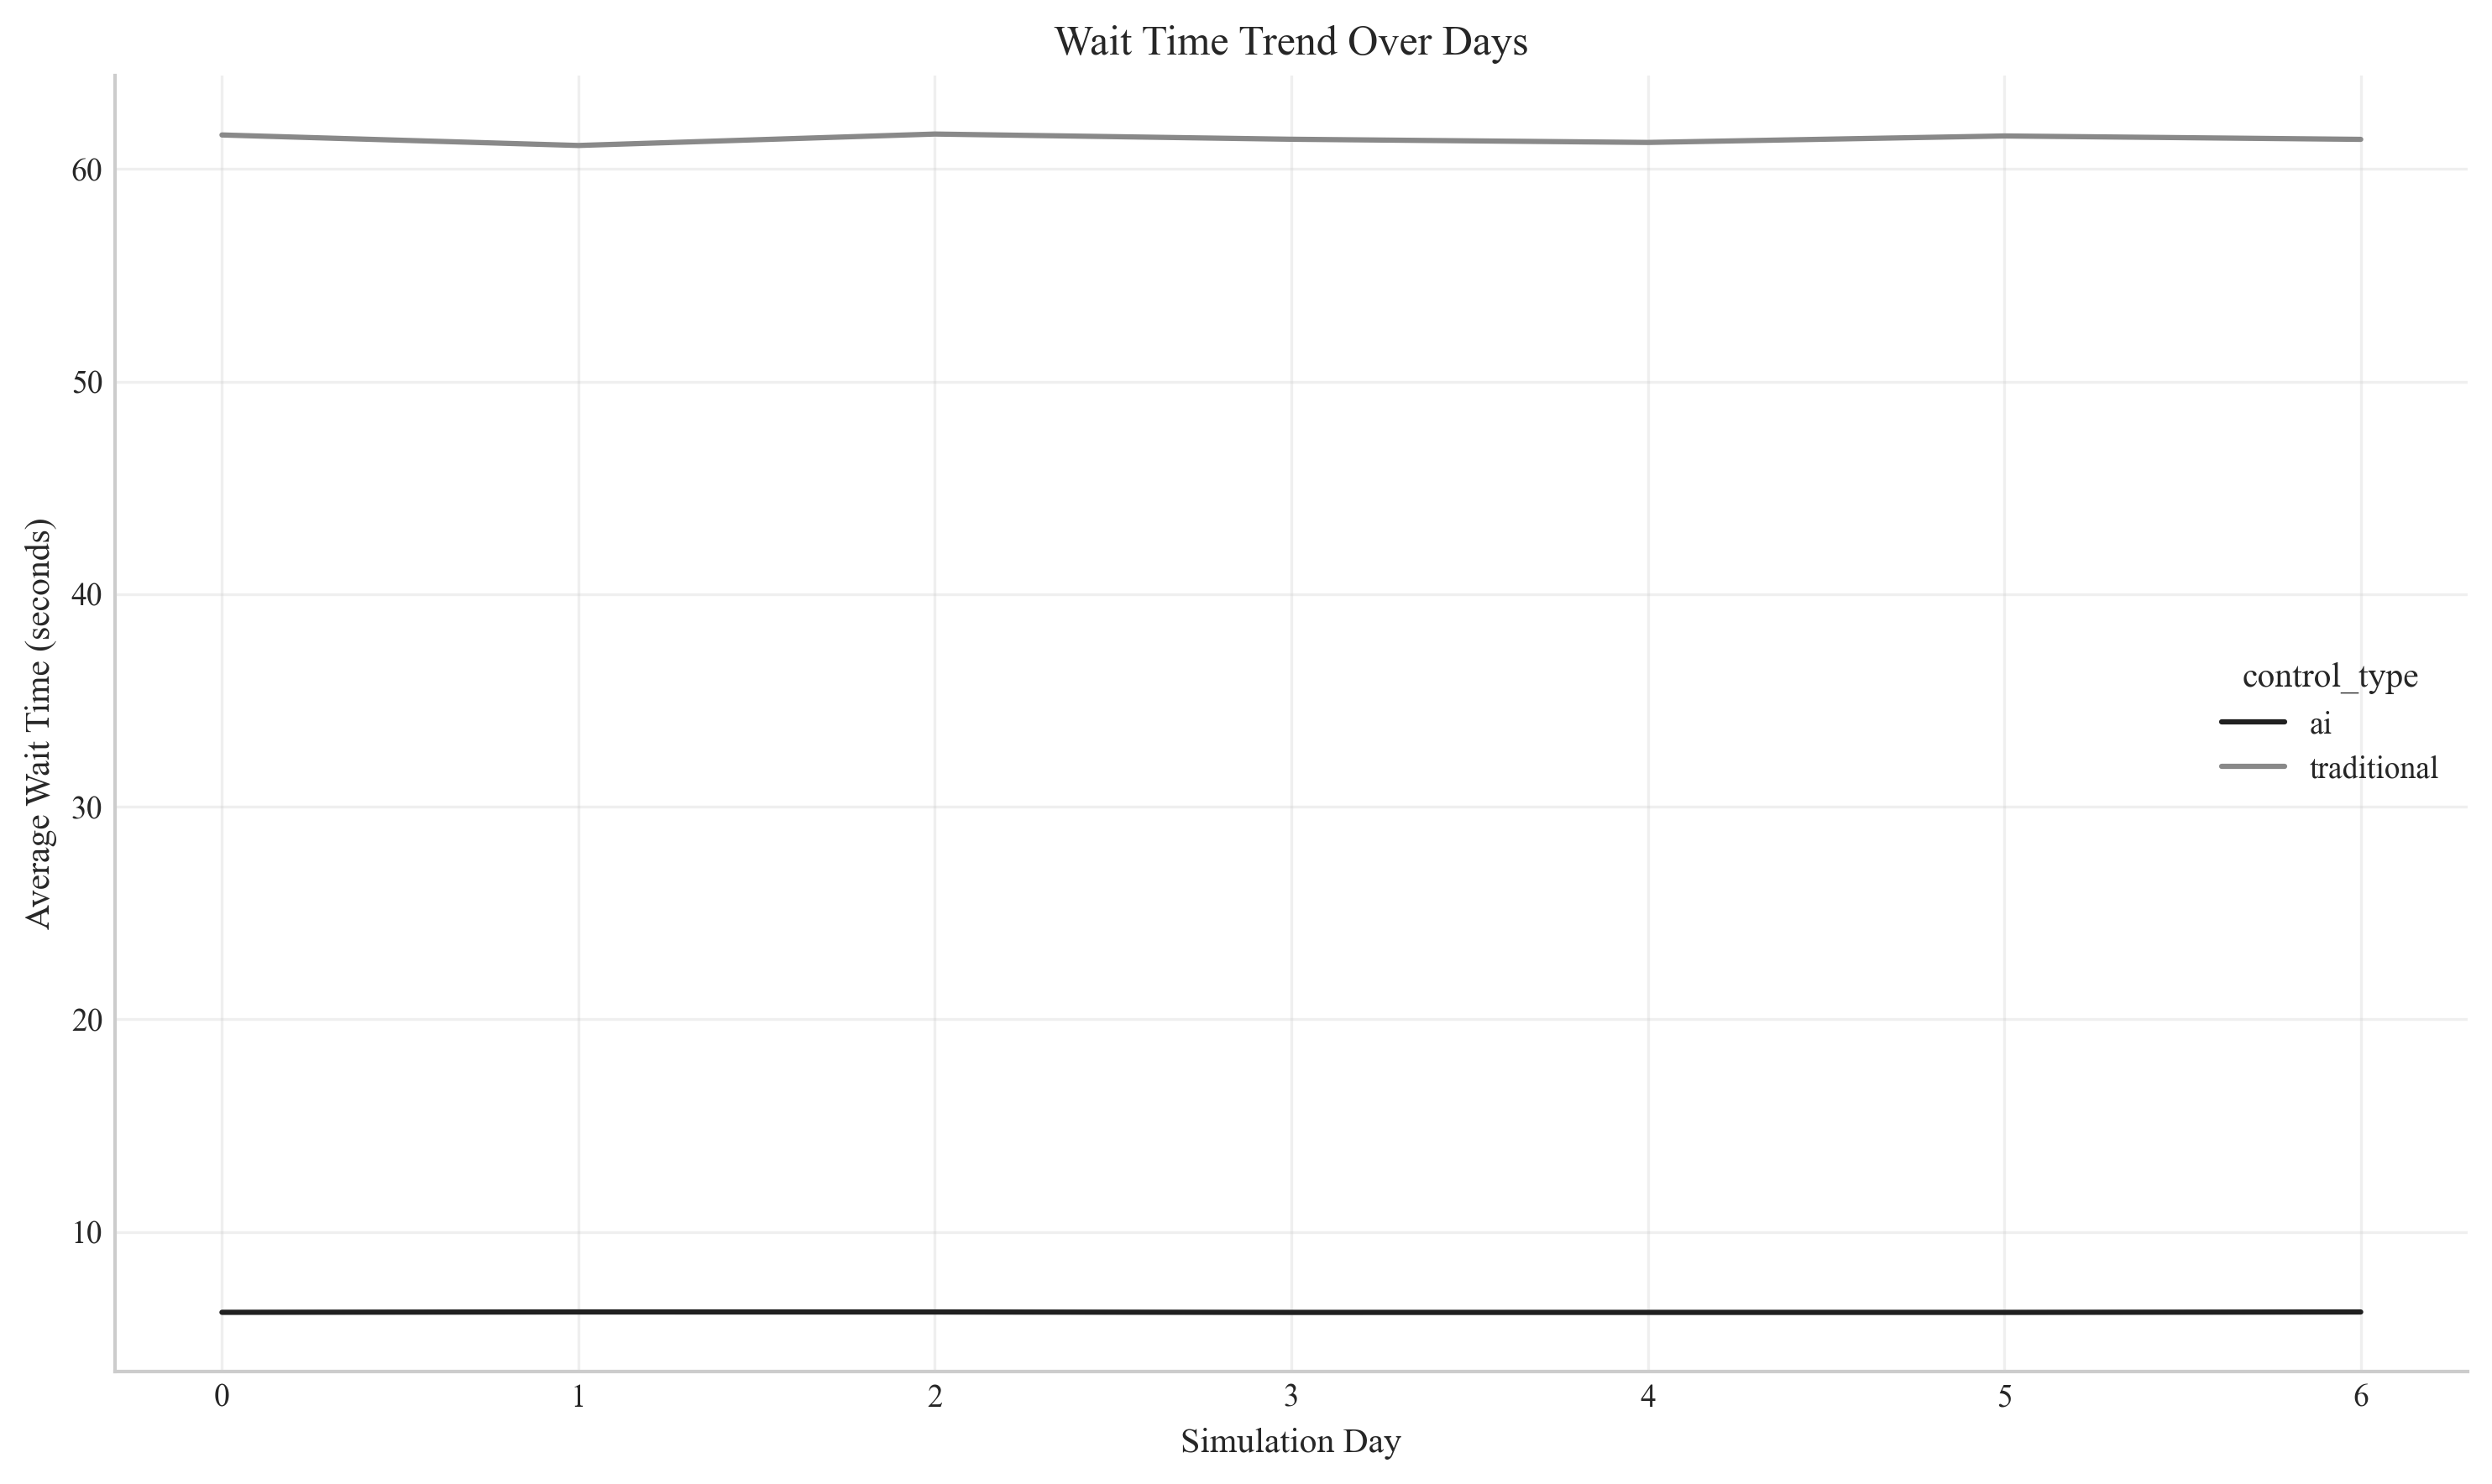 Wait Time Trend Over Days
Average Wait Time (seconds)
60
50
40
30
20
10
control_type
ai
traditional
0 1 2 3 4 5 6
Simulation Day